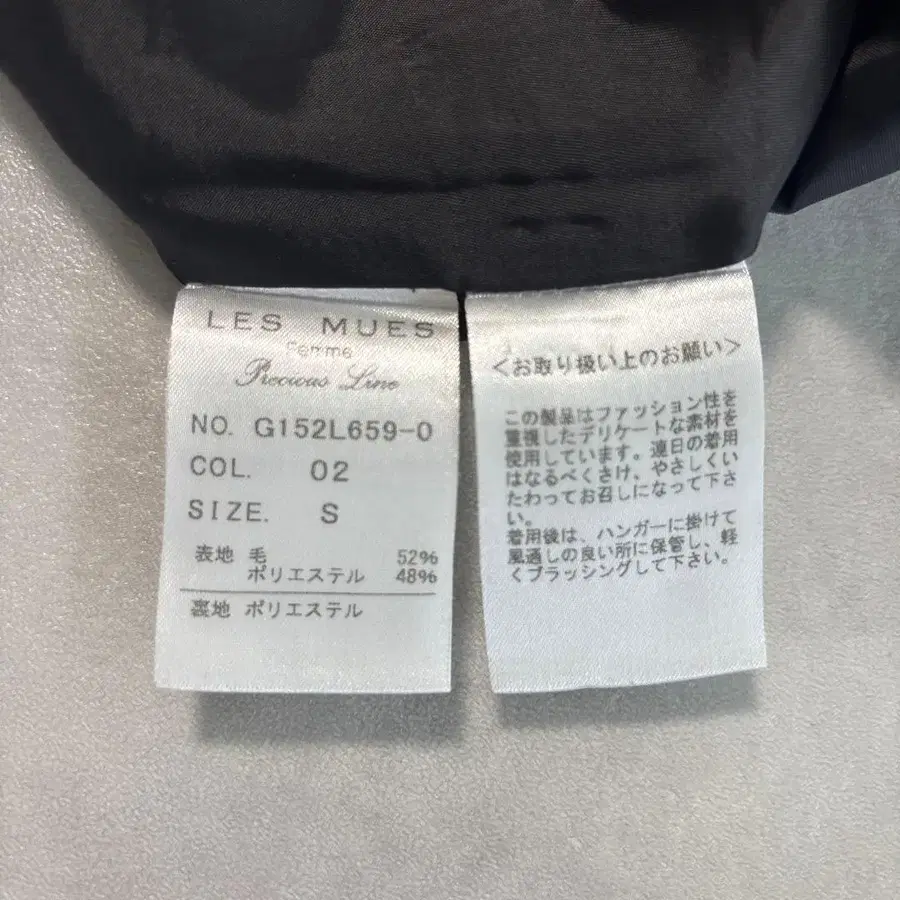 LES MUES
Femme
Precious Line
NO. G152L659-0
COL. 02
SIZE. S
表地 毛 52%
ポリエステル 48%
裏地 ポリエステル
<お取り扱い上のお願い>
この製品はファッション性を
重視したデリケートな素材を
使用しています。連日の着用
はなるべくさけ、やさしくい
たわってお召しになって下さ
い。
着用後は、ハンガーに掛けて
風通しの良い所に保管し、軽
くブラッシングして下さい。